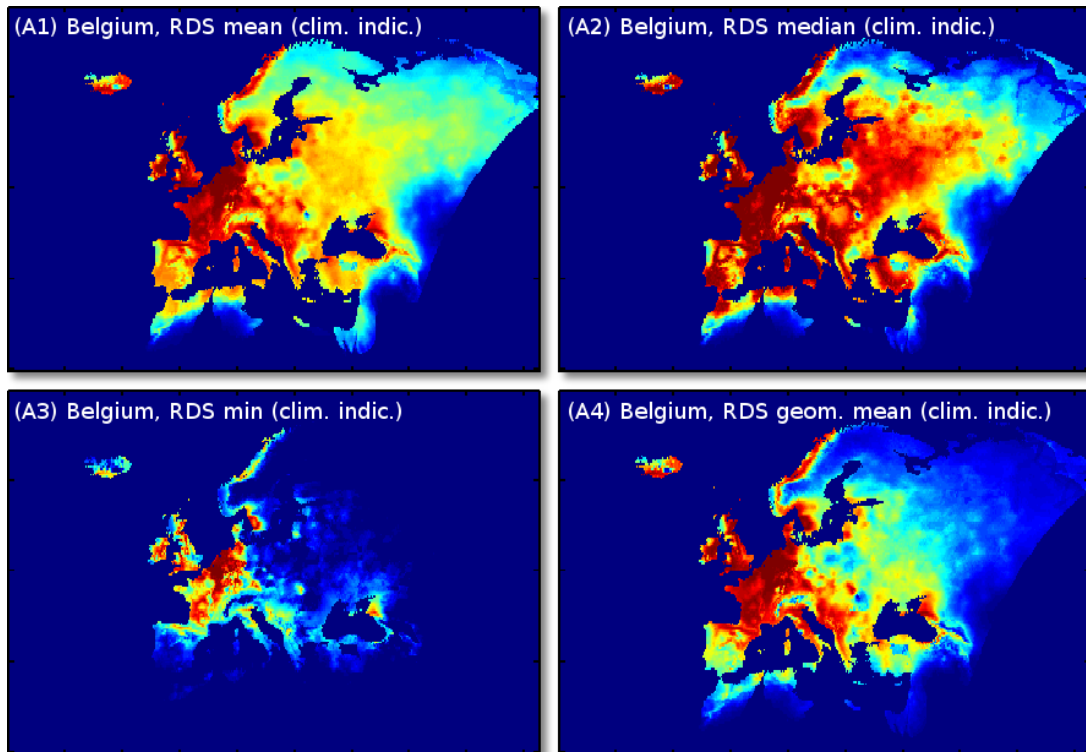 (A1) Belgium, RDS mean (clim. indic.)
(A2) Belgium, RDS median (clim. indic.)
(A3) Belgium, RDS min (clim. indic.)
(A4) Belgium, RDS geom. mean (clim. indic.)